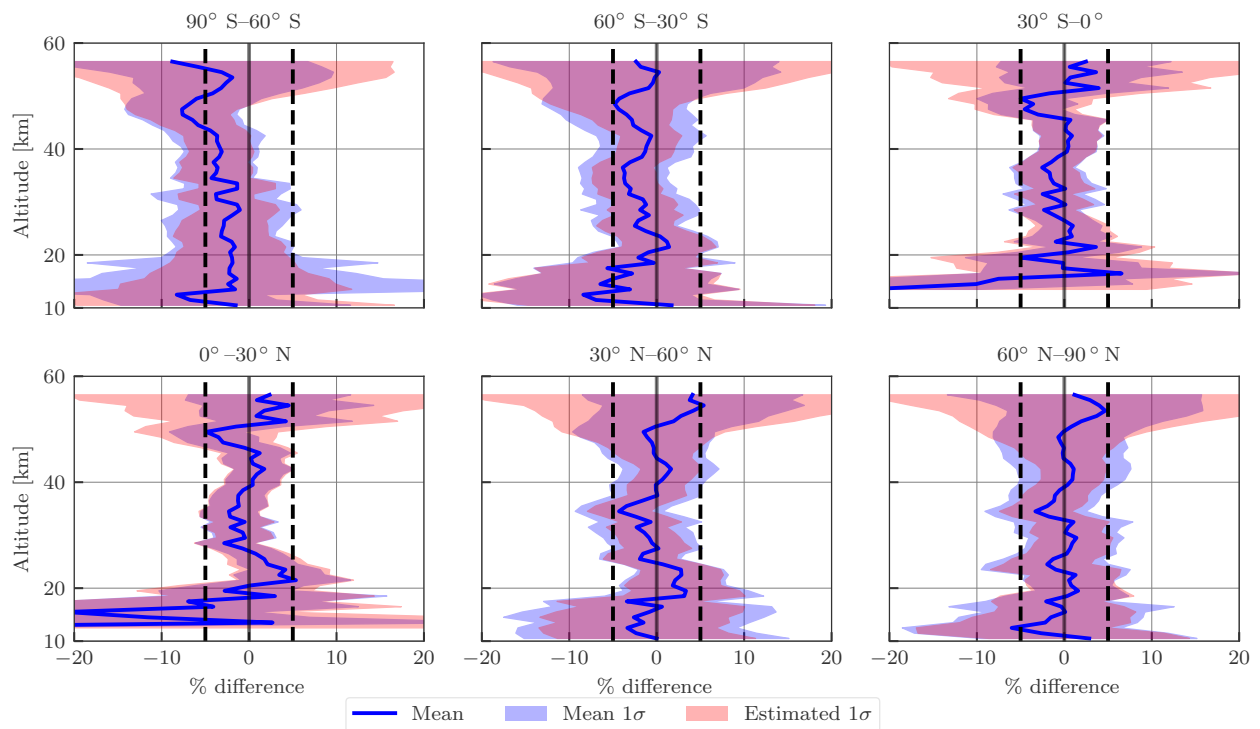 90° S–60° S
60° S–30° S
30° S–0°
Altitude [km]
60
40
20
10
0°–30° N
30° N–60° N
60° N–90° N
Altitude [km]
60
40
20
10
−20 −10 0 10 20
−20 −10 0 10 20
−20 −10 0 10 20
% difference
% difference
% difference
Mean
Mean 1σ
Estimated 1σ